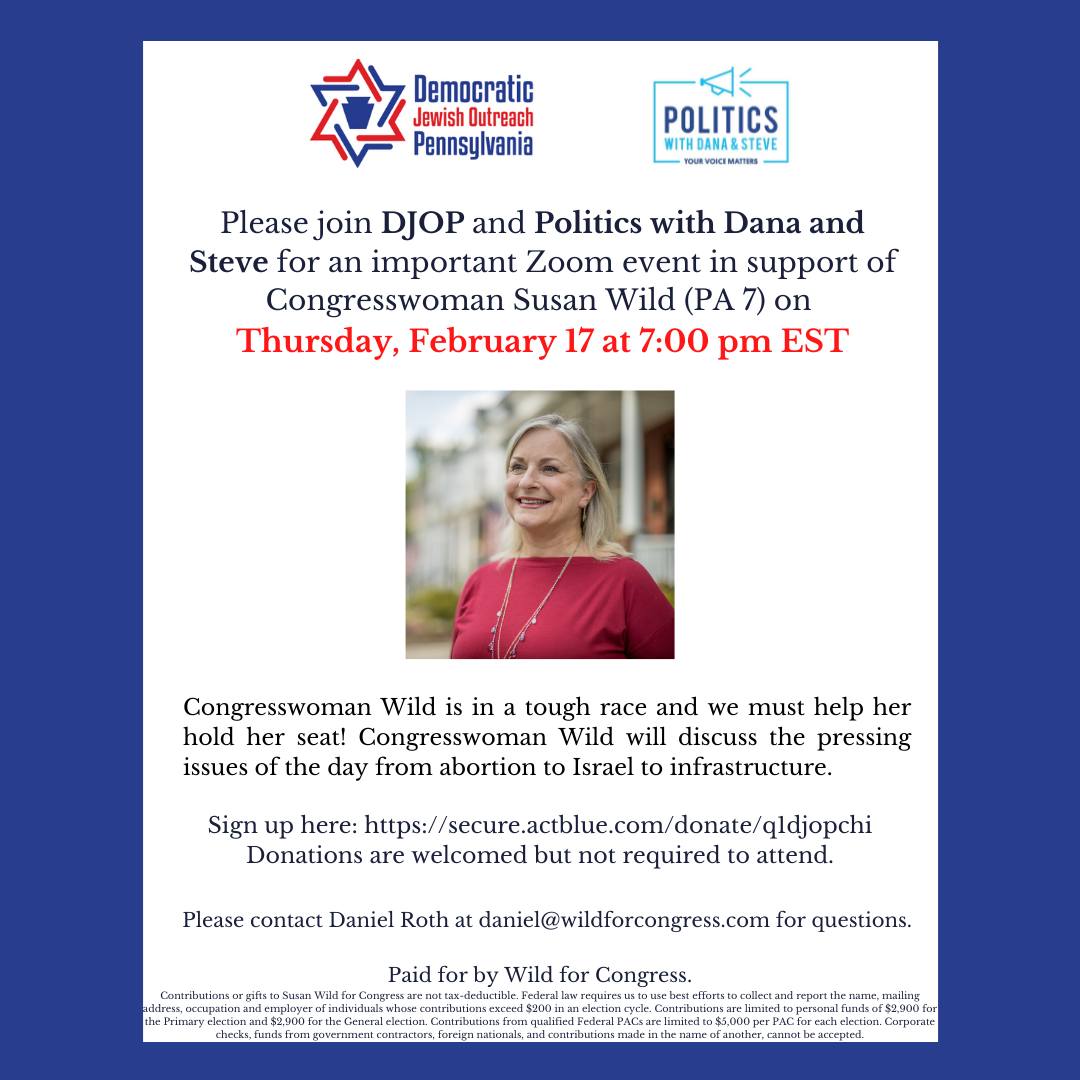 Democratic
Jewish Outreach
Pennsylvania
POLITICS
WITH DANA & STEVE
YOUR VOICE MATTERS
Please join DJOP and Politics with Dana and
Steve for an important Zoom event in support of
Congresswoman Susan Wild (PA 7) on
Thursday, February 17 at 7:00 pm EST
Congresswoman Wild is in a tough race and we must help her
hold her seat! Congresswoman Wild will discuss the pressing
issues of the day from abortion to Israel to infrastructure.
Sign up here: https://secure.actblue.com/donate/q1djopchi
Donations are welcomed but not required to attend.
Please contact Daniel Roth at daniel@wildforcongress.com for questions.
Paid for by Wild for Congress.
Contributions or gifts to Susan Wild for Congress are not tax-deductible. Federal law requires us to use best efforts to collect and report the name, mailing
address, occupation and employer of individuals whose contributions exceed $200 in an election cycle. Contributions are limited to personal funds of $2,900 for
the Primary election and $2,900 for the General election. Contributions from qualified Federal PACs are limited to $5,000 per PAC for each election. Corporate
checks, funds from government contractors, foreign nationals, and contributions made in the name of another, cannot be accepted.